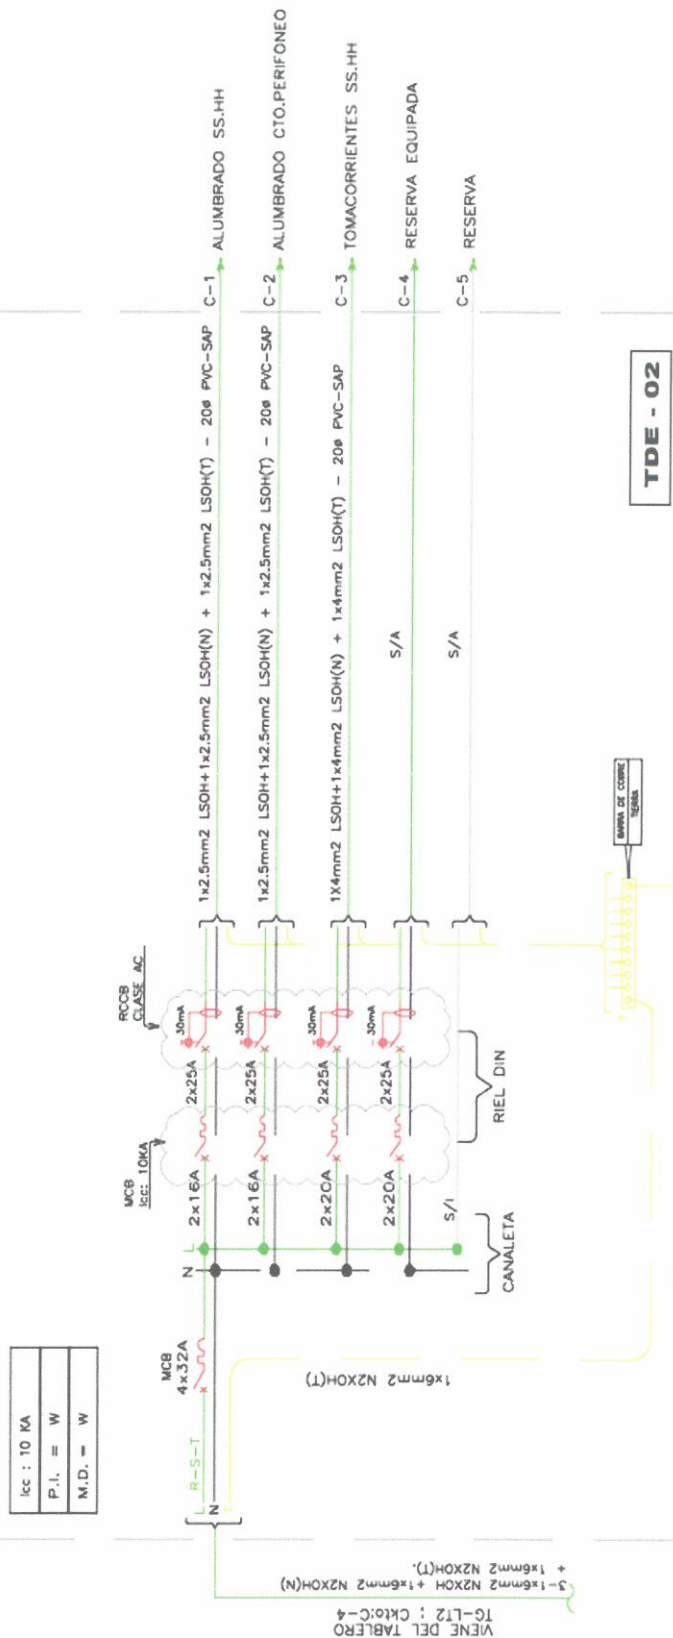 Icc : 10 KA
P.I. = W
M.D. = W
VIENE DEL TABLERO
TG-LT2 : Ckto:C-4
3-1x6mm2 N2XOH +1x6mm2 N2XOH(N)
+ 1x6mm2 N2XOH(T).
L R-S-T
N
T
MCB
4x32A
1x6mm2 N2XOH(T)
L
N
MCB
Icc: 10KA
RCCB
CLASE AC
2x16A
2x25A
30mA
1x2.5mm2 LSOH+1x2.5mm2 LSOH(N) + 1x2.5mm2 LSOH(T) - 20ø PVC-SAP
C-1
ALUMBRADO SS.HH
2x16A
2x25A
30mA
1x2.5mm2 LSOH+1x2.5mm2 LSOH(N) + 1x2.5mm2 LSOH(T) - 20ø PVC-SAP
C-2
ALUMBRADO CTO.PERIFONEO
2x20A
2x25A
30mA
1X4mm2 LSOH+1x4mm2 LSOH(N) + 1x4mm2 LSOH(T) - 20ø PVC-SAP
C-3
TOMACORRIENTES SS.HH
2x20A
2x25A
30mA
S/A
C-4
RESERVA EQUIPADA
S/I
S/A
C-5
RESERVA
CANALETA
RIEL DIN
T
BARRA DE COBRE
TIERRA
TDE - 02